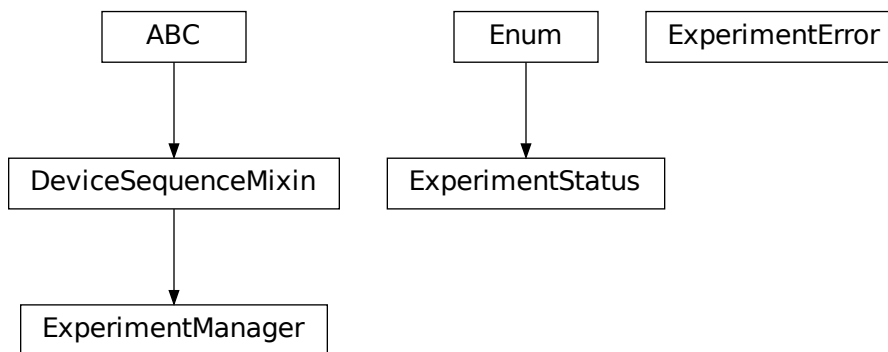 ABC
Enum
ExperimentError
DeviceSequenceMixin
ExperimentStatus
ExperimentManager